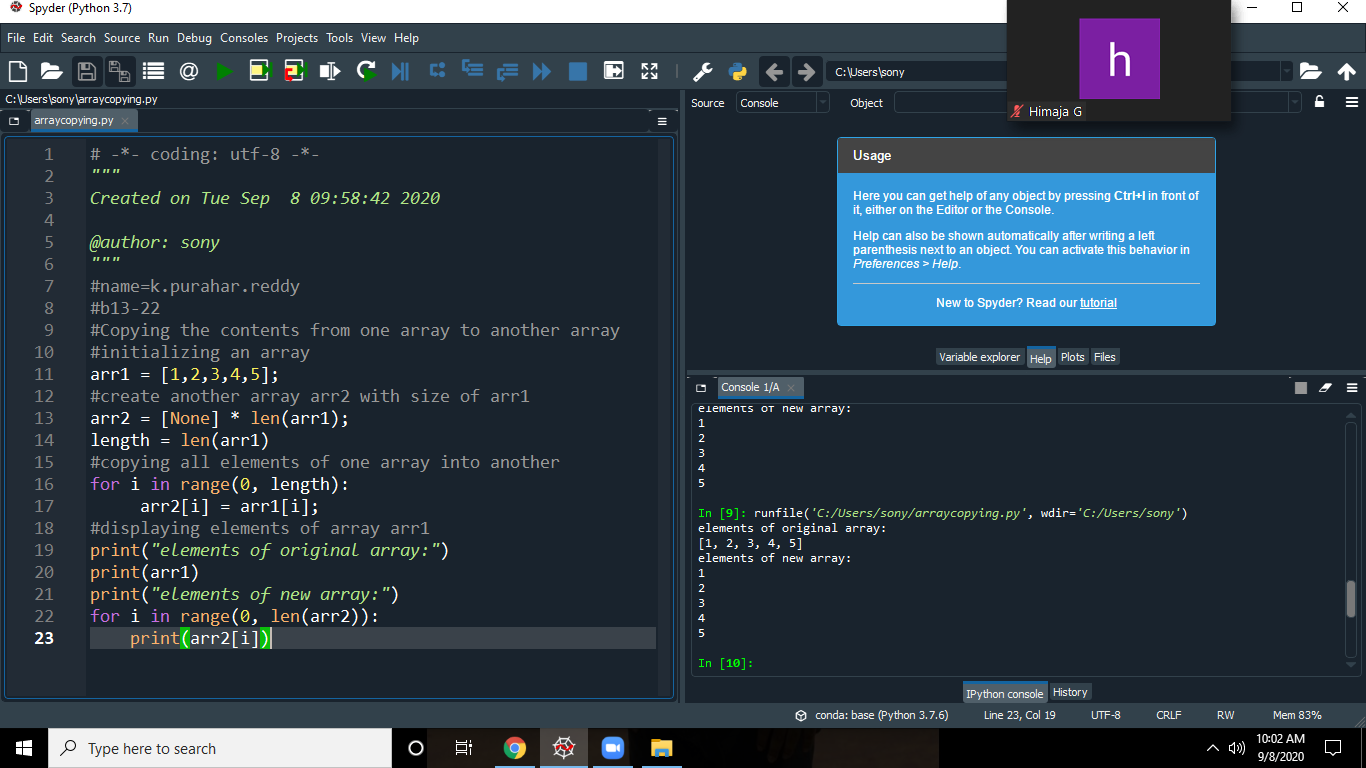 Spyder (Python 3.7)
File Edit Search Source Run Debug Consoles Projects Tools View Help
C:\Users\sony
h
Himaja G
C:\Users\sony\arraycopying.py
arraycopying.py
1 # -*- coding: utf-8 -*-
2 """
3 Created on Tue Sep  8 09:58:42 2020
4
5 @author: sony
6 """
7 #name=k.purahar.reddy
8 #b13-22
9 #Copying the contents from one array to another array
10 #initializing an array
11 arr1 = [1,2,3,4,5];
12 #create another array arr2 with size of arr1
13 arr2 = [None] * len(arr1);
14 length = len(arr1)
15 #copying all elements of one array into another
16 for i in range(0, length):
17      arr2[i] = arr1[i];
18 #displaying elements of array arr1
19 print("elements of original array:")
20 print(arr1)
21 print("elements of new array:")
22 for i in range(0, len(arr2)):
23     print(arr2[i])
Source Console Object
Usage
Here you can get help of any object by pressing Ctrl+I in front of
it, either on the Editor or the Console.
Help can also be shown automatically after writing a left
parenthesis next to an object. You can activate this behavior in
Preferences > Help.
New to Spyder? Read our tutorial
Variable explorer Help Plots Files
Console 1/A
elements of new array:
1
2
3
4
5
In [9]: runfile('C:/Users/sony/arraycopying.py', wdir='C:/Users/sony')
elements of original array:
[1, 2, 3, 4, 5]
elements of new array:
1
2
3
4
5
In [10]:
IPython console History
conda: base (Python 3.7.6) Line 23, Col 19 UTF-8 CRLF RW Mem 83%
Type here to search
10:02 AM
9/8/2020